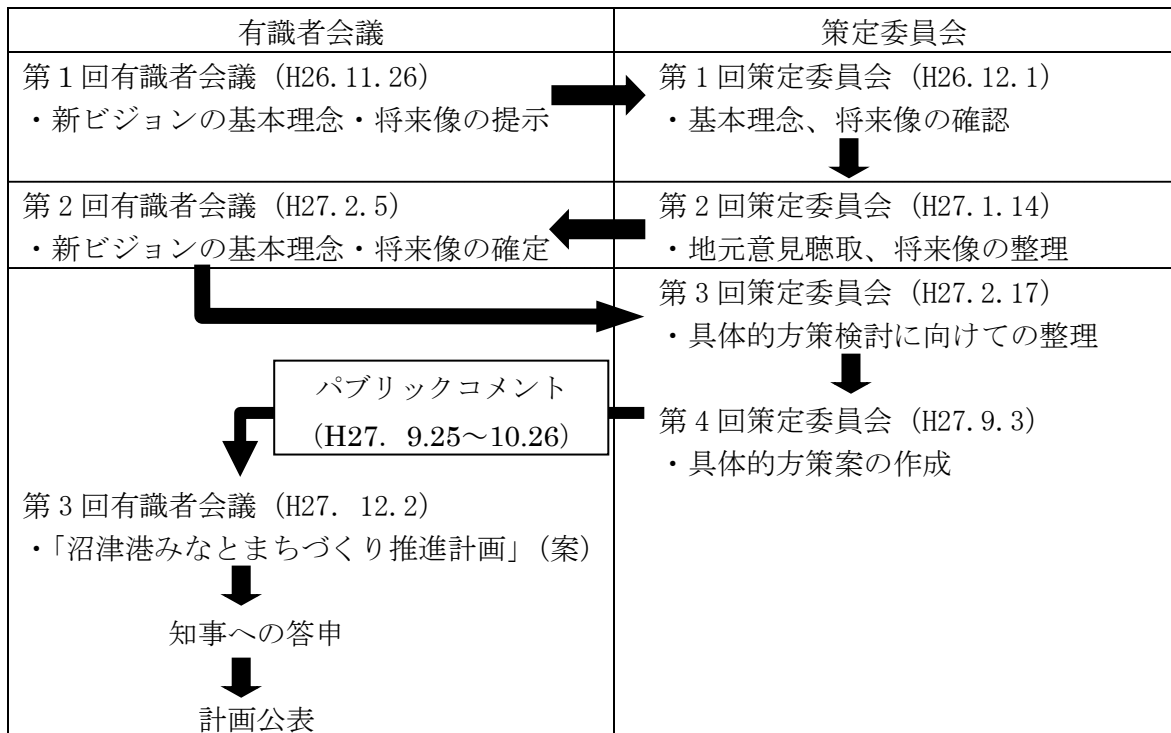 有識者会議
策定委員会
第１回有識者会議（H26.11.26）
・新ビジョンの基本理念・将来像の提示
第１回策定委員会（H26.12.1）
・基本理念、将来像の確認
第２回有識者会議（H27.2.5）
・新ビジョンの基本理念・将来像の確定
第２回策定委員会（H27.1.14）
・地元意見聴取、将来像の整理
第３回策定委員会（H27.2.17）
・具体的方策検討に向けての整理
パブリックコメント
（H27. 9.25～10.26）
第４回策定委員会（H27.9.3）
・具体的方策案の作成
第３回有識者会議（H27. 12.2）
・「沼津港みなとまちづくり推進計画」（案）
知事への答申
計画公表